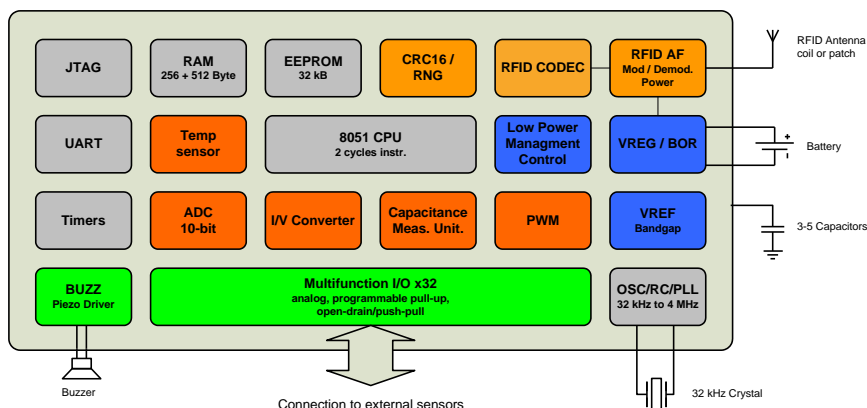 JTAG
RAM
256 + 512 Byte
EEPROM
32 kB
CRC16 /
RNG
RFID CODEC
RFID AF
Mod / Demod.
Power
RFID Antenna
coil or patch
UART
Temp
sensor
8051 CPU
2 cycles instr.
Low Power
Managment
Control
VREG / BOR
+
-
Battery
Timers
ADC
10-bit
I/V Converter
Capacitance
Meas. Unit.
PWM
VREF
Bandgap
3-5 Capacitors
BUZZ
Piezo Driver
Multifunction I/O x32
analog, programmable pull-up,
open-drain/push-pull
OSC/RC/PLL
32 kHz to 4 MHz
Buzzer
Connection to external sensors
32 kHz Crystal